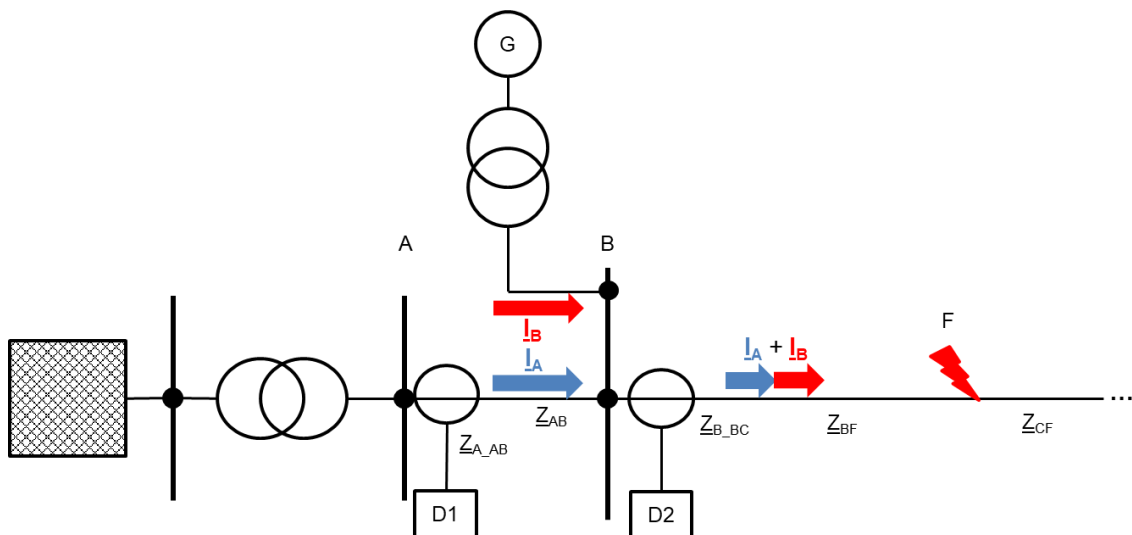 G
A
B
I_B
I_A
I_A + I_B
F
Z_AB
Z_A_AB
Z_B_BC
Z_BF
Z_CF
...
D1
D2